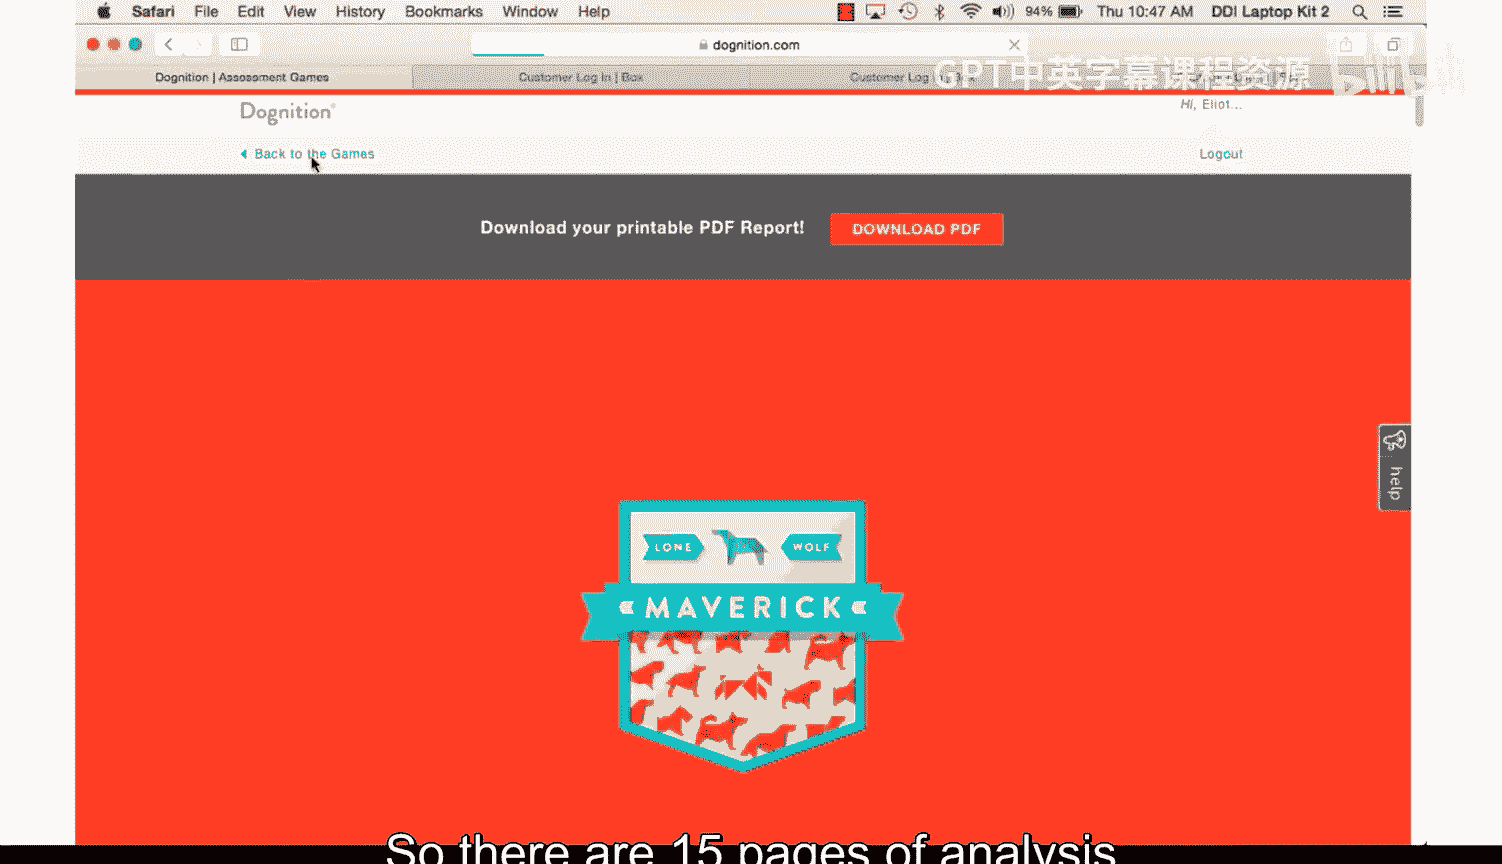 Safari File Edit View History Bookmarks Window Help 94% Thu 10:47 AM DDI Laptop Kit 2
dognition.com
Dognition | Assessment Games Customer Log In | Box Customer Log
GPT中英字幕课程资源 bilibili
Dognition®
Hi, Eliot...
Back to the Games Logout
Download your printable PDF Report! DOWNLOAD PDF
help
LONE WOLF
MAVERICK
So there are 15 pages of analysis